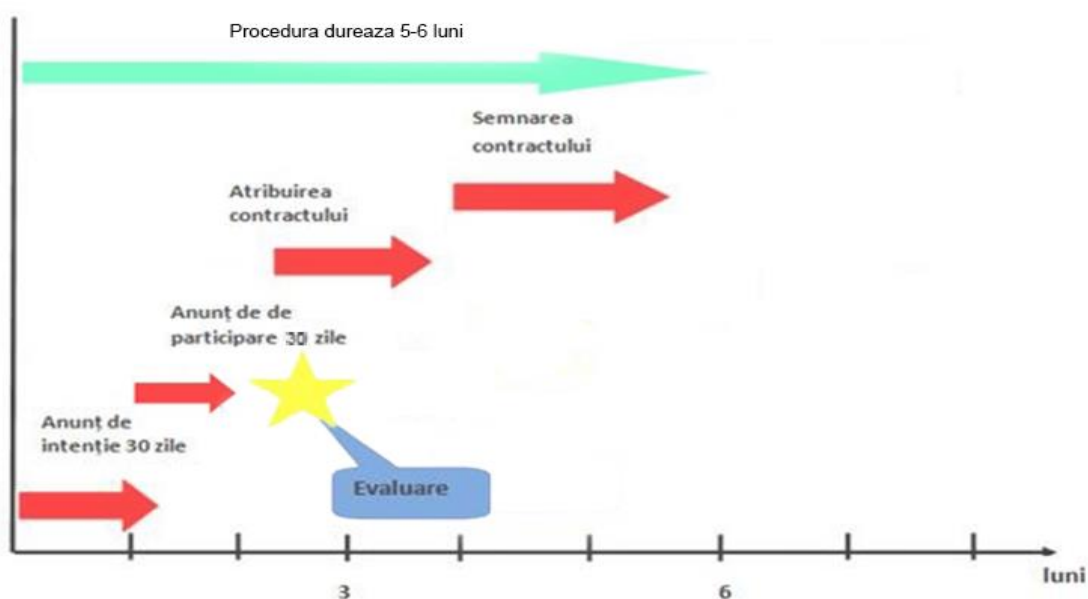 Procedura dureaza 5-6 luni
Semnarea
contractului
Atribuirea
contractului
Anunț de de
participare 30 zile
Anunț de
intenție 30 zile
Evaluare
3
6
luni